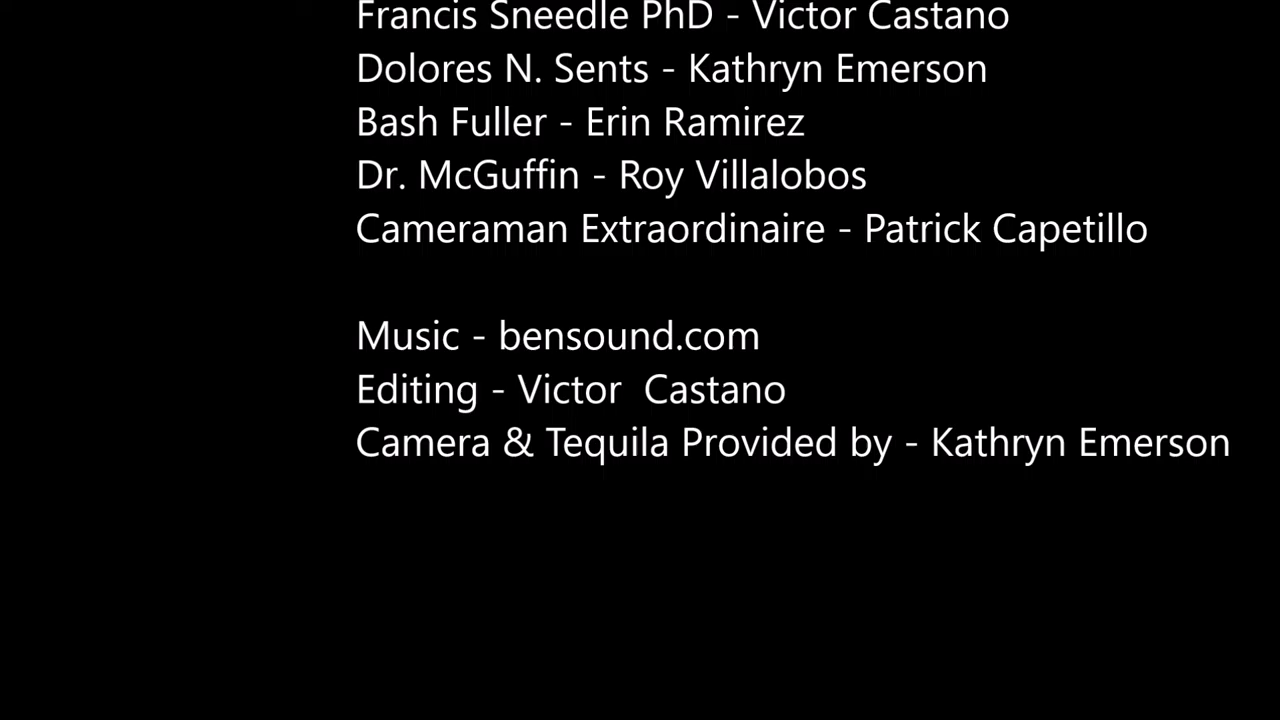 Francis Sneedle PhD - Victor Castano
Dolores N. Sents - Kathryn Emerson
Bash Fuller - Erin Ramirez
Dr. McGuffin - Roy Villalobos
Cameraman Extraordinaire - Patrick Capetillo
Music - bensound.com
Editing - Victor  Castano
Camera & Tequila Provided by - Kathryn Emerson